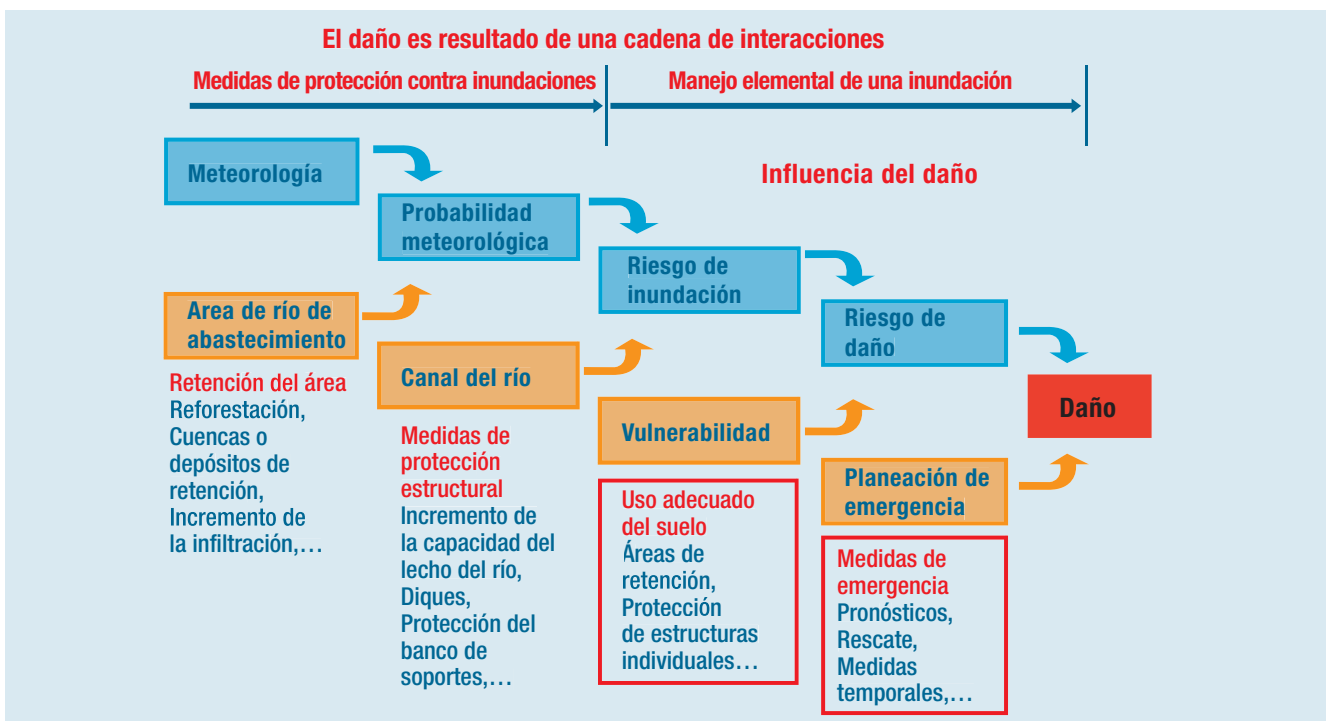 El daño es resultado de una cadena de interacciones
Medidas de protección contra inundaciones
Manejo elemental de una inundación
Meteorología
Influencia del daño
Probabilidad
meteorológica
Riesgo de
inundación
Area de río de
abastecimiento
Riesgo de
daño
Retención del área
Reforestación,
Cuencas o
depósitos de
retención,
Incremento de
la infiltración,…
Canal del río
Medidas de
protección
estructural
Incremento de
la capacidad del
lecho del río,
Diques,
Protección del
banco de
soportes,…
Vulnerabilidad
Uso adecuado
del suelo
Áreas de
retención,
Protección
de estructuras
individuales…
Daño
Planeación de
emergencia
Medidas de
emergencia
Pronósticos,
Rescate,
Medidas
temporales,…